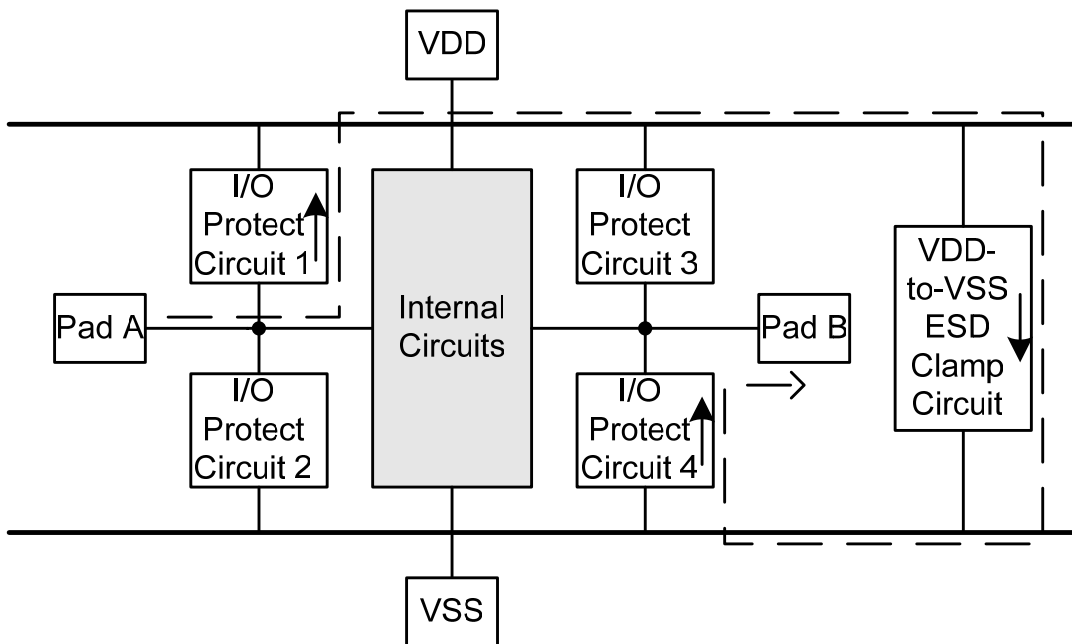 VDD
I/O
Protect
Circuit 1
I/O
Protect
Circuit 3
VDD-
to-VSS
ESD
Clamp
Circuit
Pad A
Internal
Circuits
Pad B
I/O
Protect
Circuit 2
I/O
Protect
Circuit 4
VSS